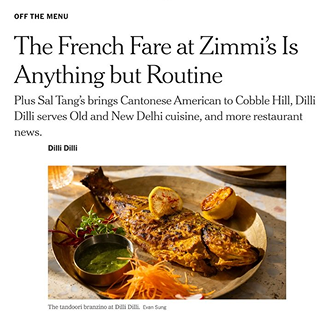 OFF THE MENU
The French Fare at Zimmi's Is
Anything but Routine
Plus Sal Tang's brings Cantonese American to Cobble Hill, Dilli
Dilli serves Old and New Delhi cuisine, and more restaurant
news.
Dilli Dilli
The tandoori branzino at Dilli Dilli. Evan Sung